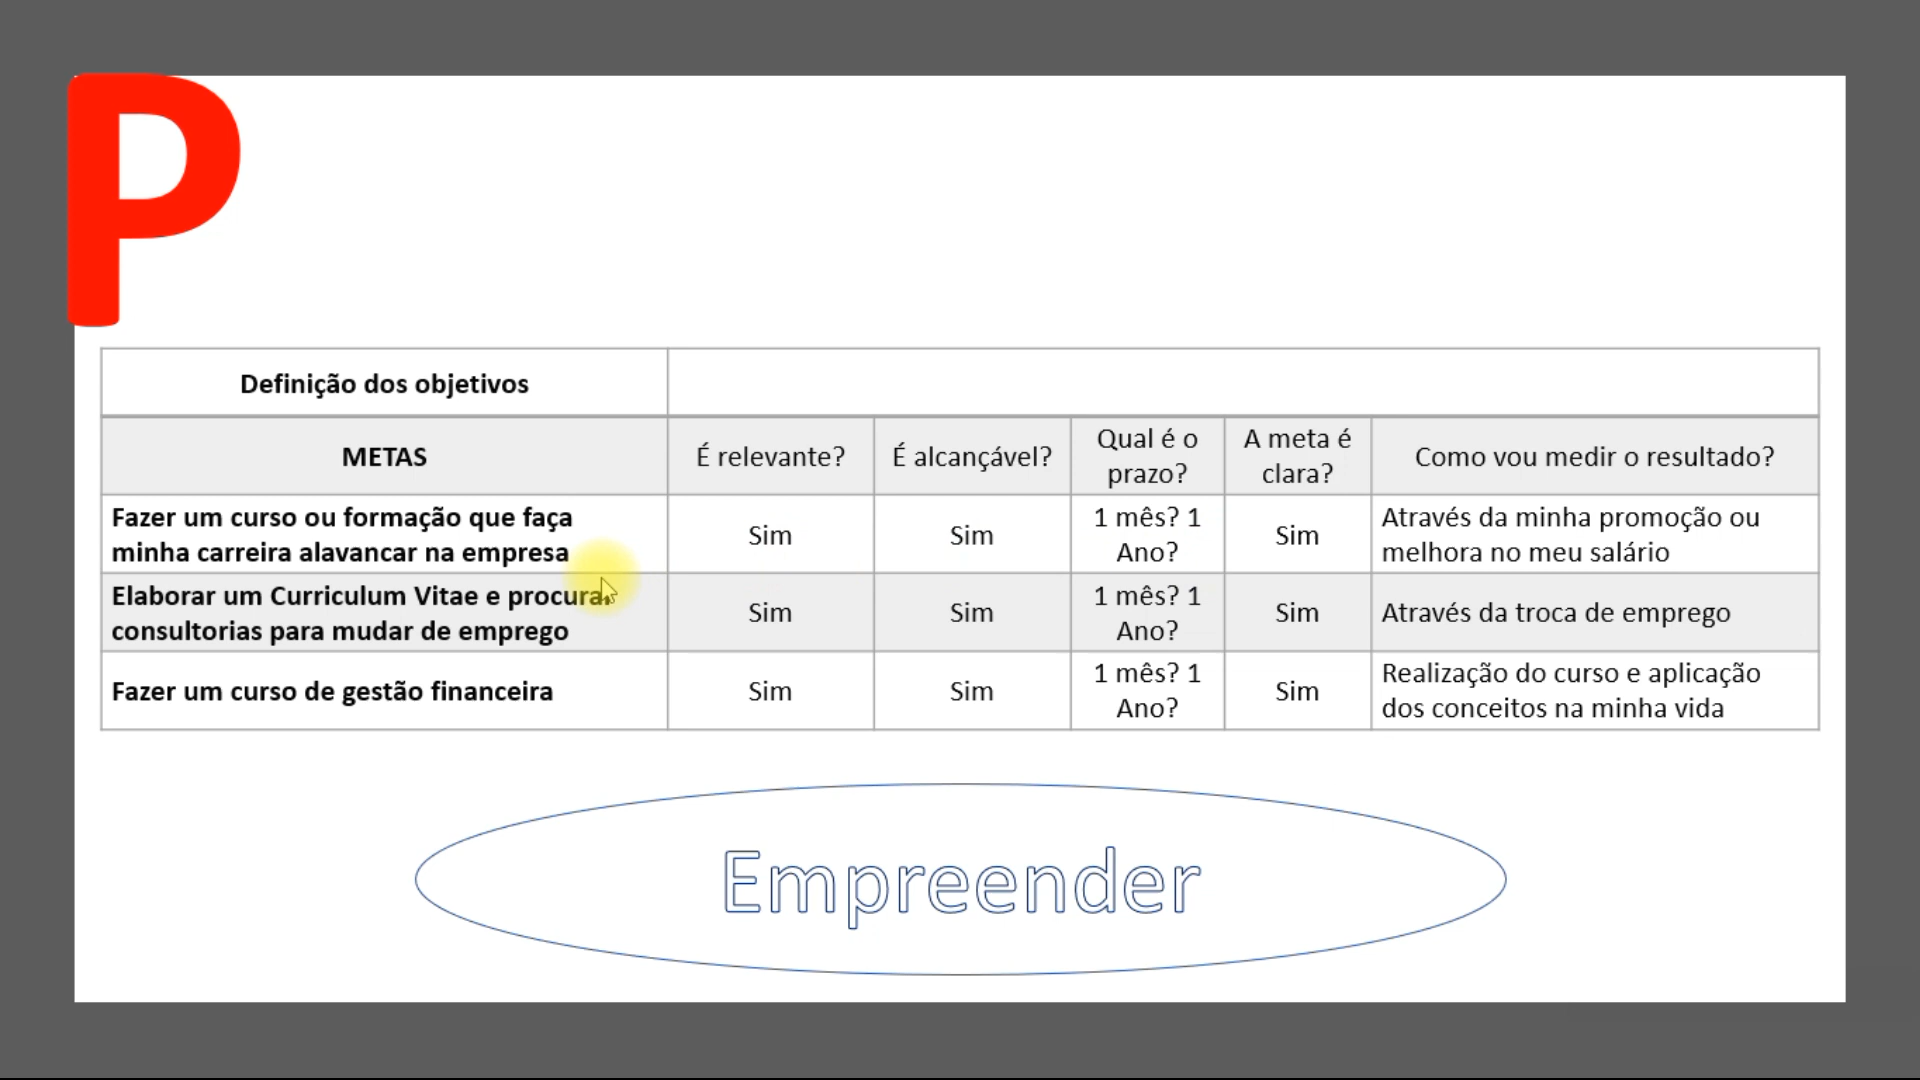 P
Definição dos objetivos
METAS
É relevante?
É alcançável?
Qual é o
prazo?
A meta é
clara?
Como vou medir o resultado?
Fazer um curso ou formação que faça
minha carreira alavancar na empresa
Sim
Sim
1 mês? 1
Ano?
Sim
Através da minha promoção ou
melhora no meu salário
Elaborar um Curriculum Vitae e procurar
consultorias para mudar de emprego
Sim
Sim
1 mês? 1
Ano?
Sim
Através da troca de emprego
Fazer um curso de gestão financeira
Sim
Sim
1 mês? 1
Ano?
Sim
Realização do curso e aplicação
dos conceitos na minha vida
Empreender